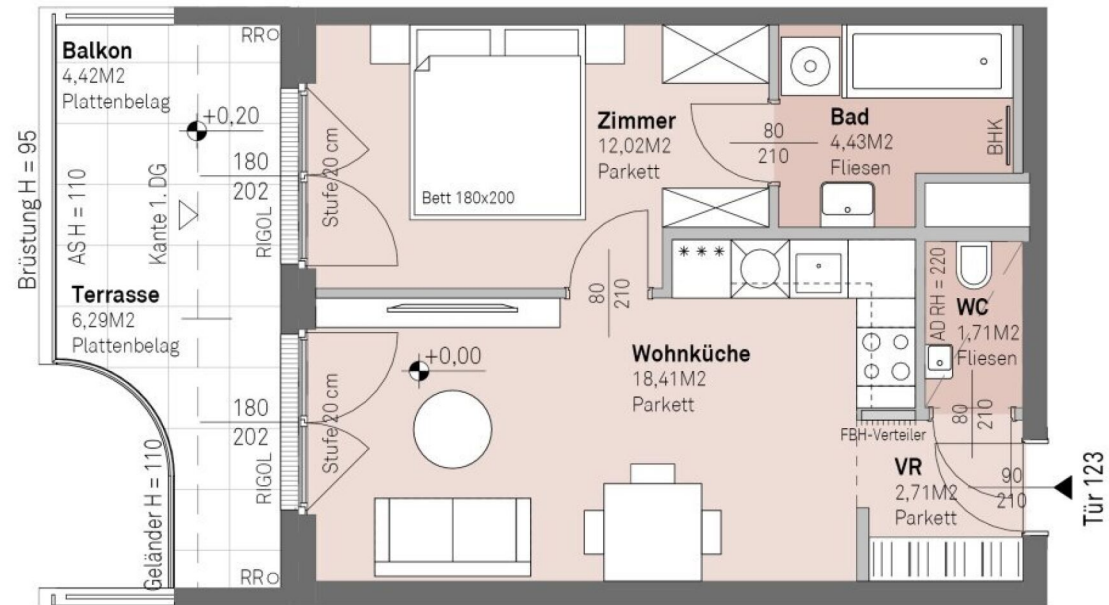 Balkon
4,42M2
Plattenbelag
RR
+0,20
180
202
RIGOL
Stufe 20 cm
Brüstung H = 95
ASH = 110
Kante 1. DG
Terrasse
6,29M2
Plattenbelag
180
202
RIGOL
Stufe 20 cm
Geländer H = 110
RR
Bett 180x200
Zimmer
12,02M2
Parkett
80
210
Bad
4,43M2
Fliesen
BHK
80
210
+0,00
Wohnküche
18,41M2
Parkett
***
AD RH = 220
WC
1,71M2
Fliesen
80
210
FBH-Verteiler
VR
2,71M2
Parkett
90
210
Tür 123